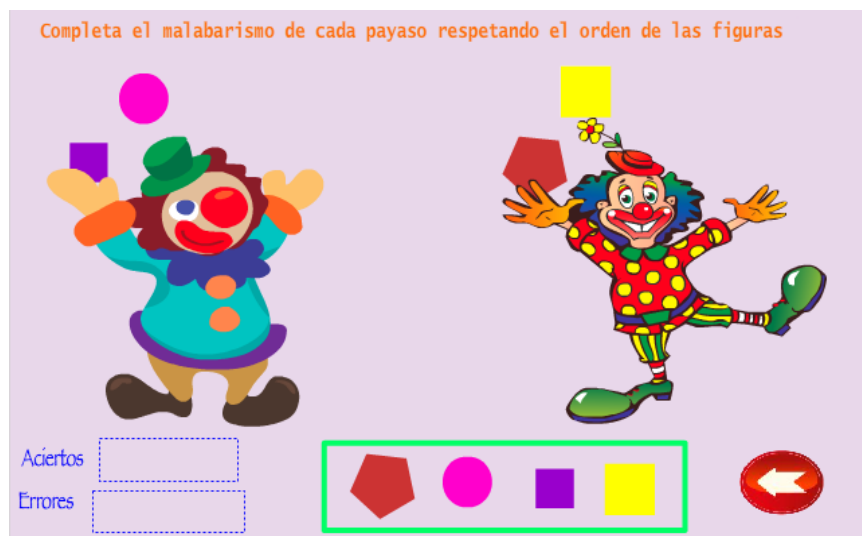 Completa el malabarismo de cada payaso respetando el orden de las figuras
Aciertos
Errores